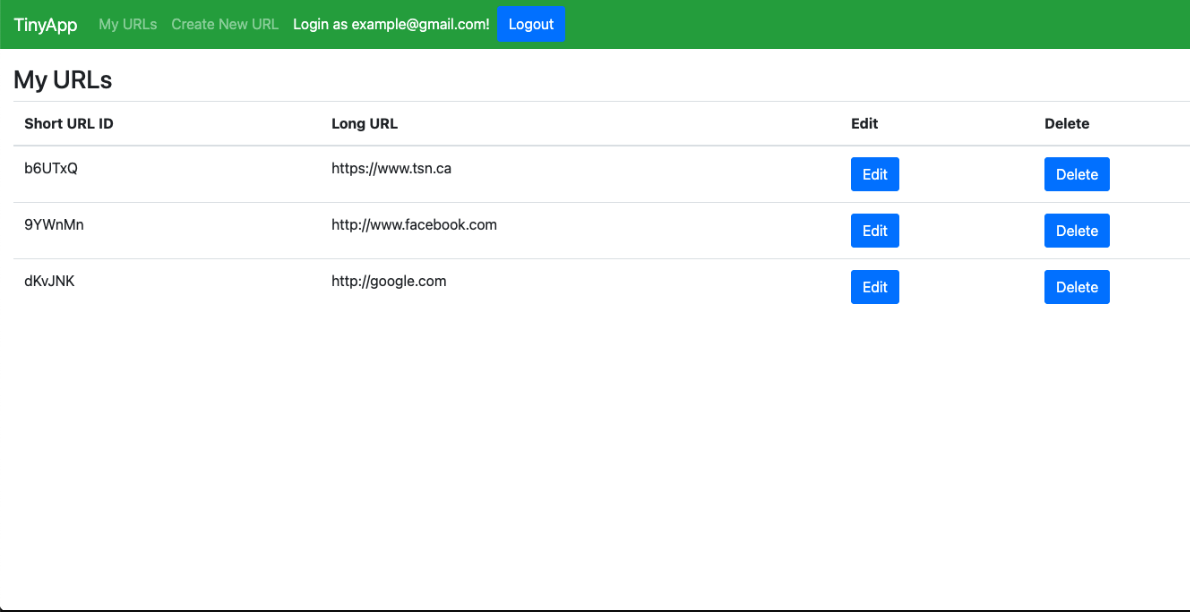 TinyApp My URLs Create New URL Login as example@gmail.com! Logout
My URLs
Short URL ID Long URL Edit Delete
b6UTxQ https://www.tsn.ca Edit Delete
9YWnMn http://www.facebook.com Edit Delete
dKvJNK http://google.com Edit Delete